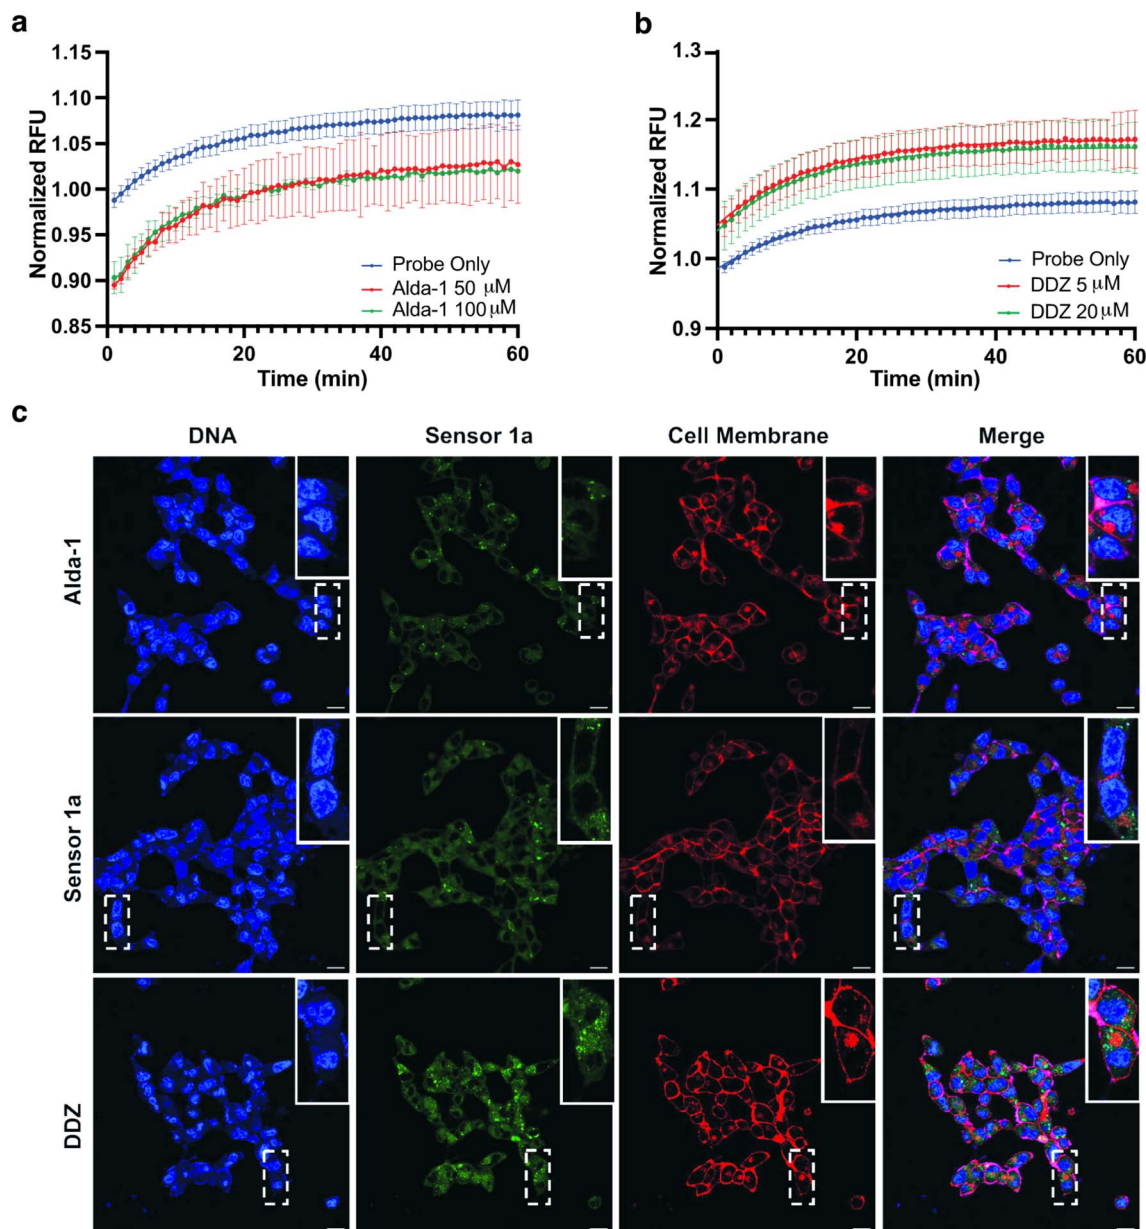 a
1.15
1.10
1.05
1.00
0.95
0.90
0.85
Normalized RFU
0
20
40
60
Time (min)
Probe Only
Alda-1 50 μM
Alda-1 100 μM
b
1.3
1.2
1.1
1.0
0.9
Normalized RFU
0
20
40
60
Time (min)
Probe Only
DDZ 5 μM
DDZ 20 μM
c
DNA Sensor 1a Cell Membrane Merge
Alda-1
Sensor 1a
DDZ